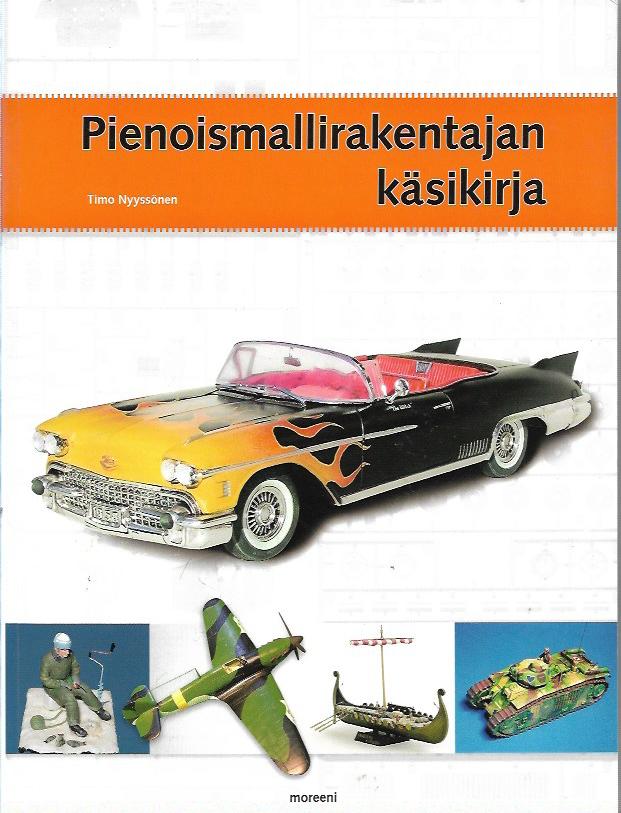 Pienoismallirakentajan
käsikirja
Timo Nyyssönen
moreeni